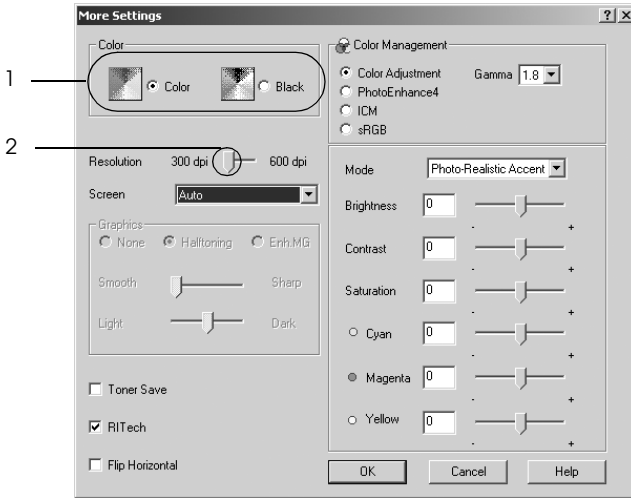 More Settings
Color
Color
Black
1
2
Resolution 300 dpi 600 dpi
Screen Auto
Graphics
None Halftoning Enh.MG
Smooth Sharp
Light Dark
Toner Save
RITech
Flip Horizontal
Color Management
Color Adjustment Gamma 1.8
PhotoEnhance4
ICM
sRGB
Mode Photo-Realistic Accent
Brightness 0
- +
Contrast 0
- +
Saturation 0
- +
Cyan 0
- +
Magenta 0
- +
Yellow 0
- +
OK Cancel Help